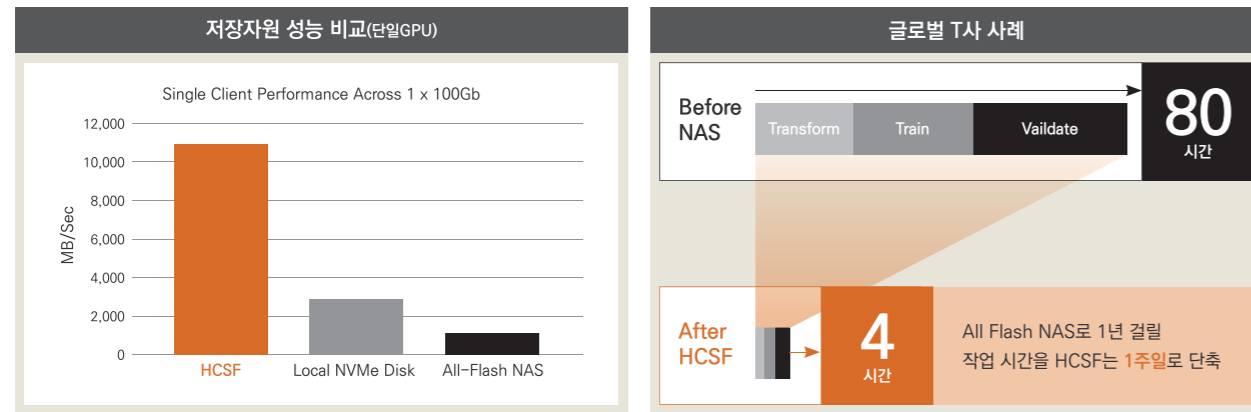 저장자원 성능 비교(단일GPU)
Single Client Performance Across 1 x 100Gb
MB/Sec
12,000
10,000
8,000
6,000
4,000
2,000
0
HCSF
Local NVMe Disk
All-Flash NAS
글로벌 T사 사례
Before
NAS
Transform
Train
Vaildate
80
시간
After
HCSF
4
시간
All Flash NAS로 1년 걸릴
작업 시간을 HCSF는 1주일로 단축